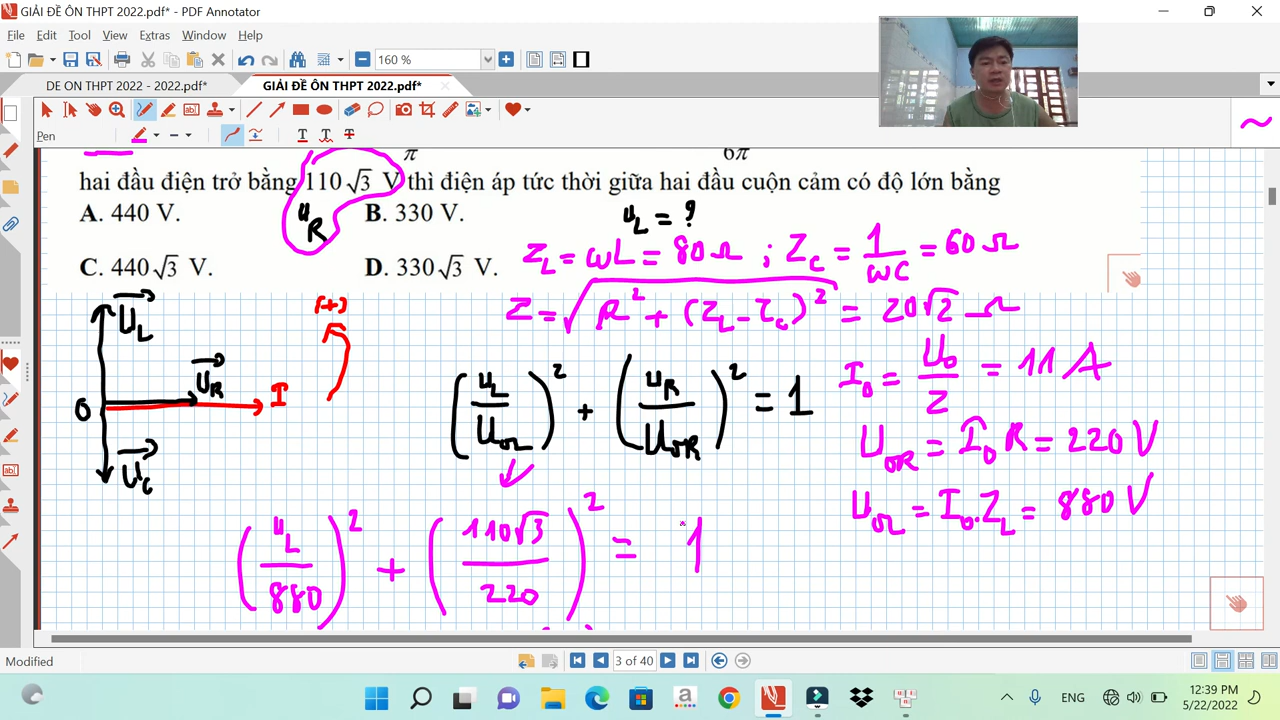 GIẢI ĐỀ ÔN THPT 2022.pdf* - PDF Annotator
File Edit Tool View Extras Window Help
160 %
DE ON THPT 2022 - 2022.pdf*
GIẢI ĐỀ ÔN THPT 2022.pdf*
Pen
π 6π
hai đầu điện trở bằng 110√3 V thì điện áp tức thời giữa hai đầu cuộn cảm có độ lớn bằng
A. 440 V. B. 330 V.
u_R
u_L = ?
C. 440√3 V. D. 330√3 V.
Z_L = ωL = 80 Ω ; Z_C = 1/ωC = 60 Ω
Z = √(R² + (Z_L - Z_C)²) = 20√2 Ω
(+)
U_L
U_R
I
O
U_C
(u_L/U_0L)² + (u_R/U_0R)² = 1
I_0 = U_0/Z = 11 A
U_0R = I_0 R = 220 V
U_0L = I_0.Z_L = 880 V
(u_L/880)² + (110√3/220)² = 1
Modified
3 of 40
ENG
12:39 PM
5/22/2022